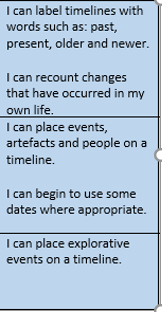 I can label timelines with
words such as: past,
present, older and newer.
I can recount changes
that have occurred in my
own life.
I can place events,
artefacts and people on a
timeline.
I can begin to use some
dates where appropriate.
I can place explorative
events on a timeline.